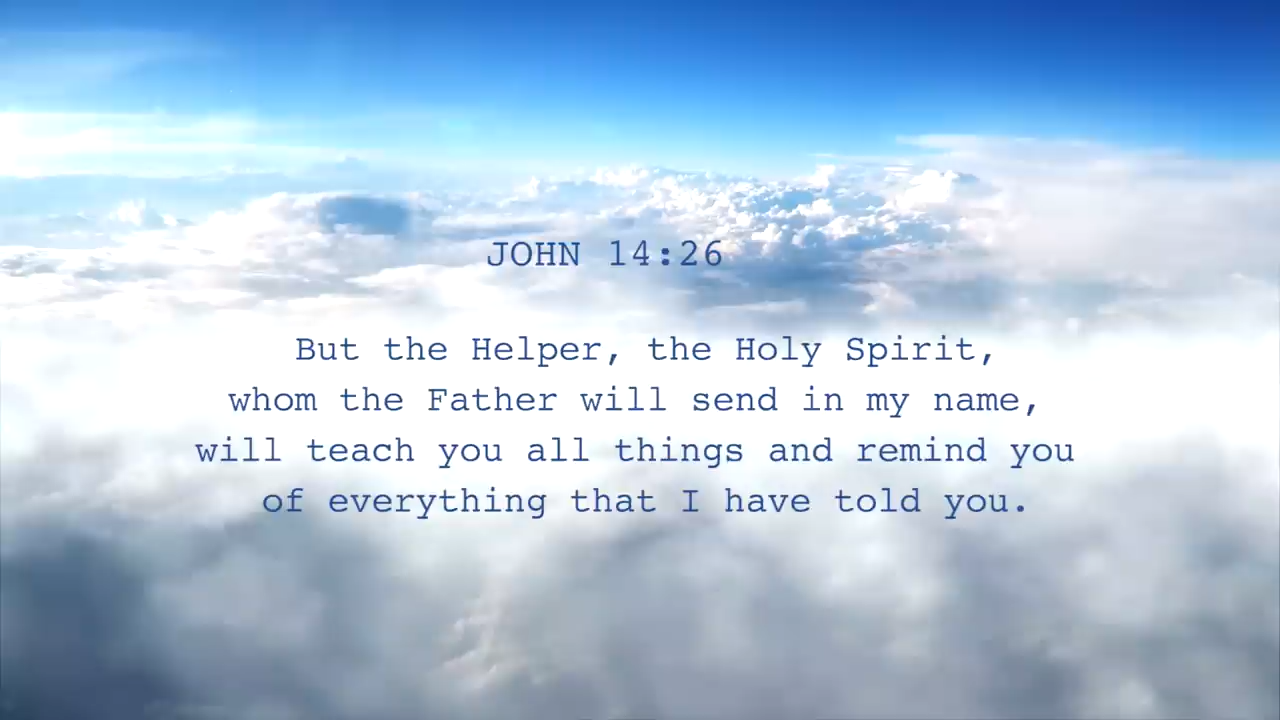 JOHN 14:26
But the Helper, the Holy Spirit,
whom the Father will send in my name,
will teach you all things and remind you
of everything that I have told you.